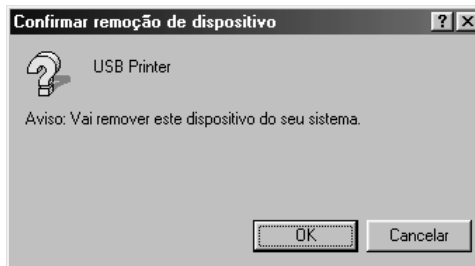 Confirmar remoção de dispositivo
USB Printer
Aviso: Vai remover este dispositivo do seu sistema.
OK
Cancelar